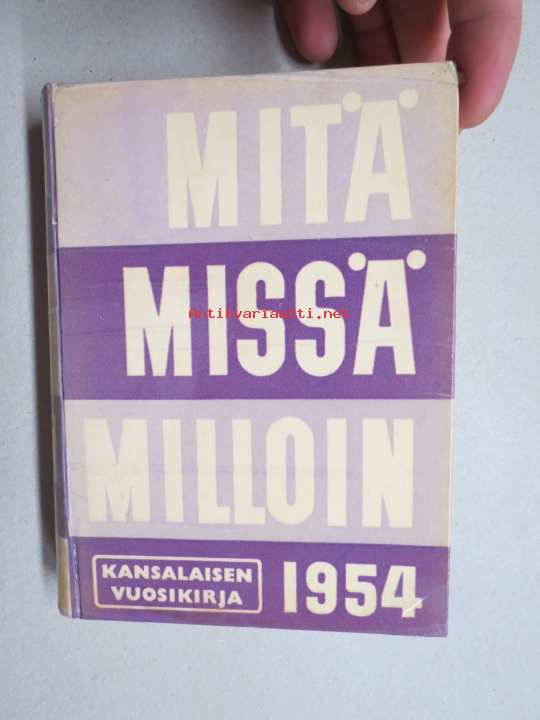 MITÄ
MISSÄ
antikvariaatti.net
MILLOIN
KANSALAISEN
VUOSIKIRJA
1954